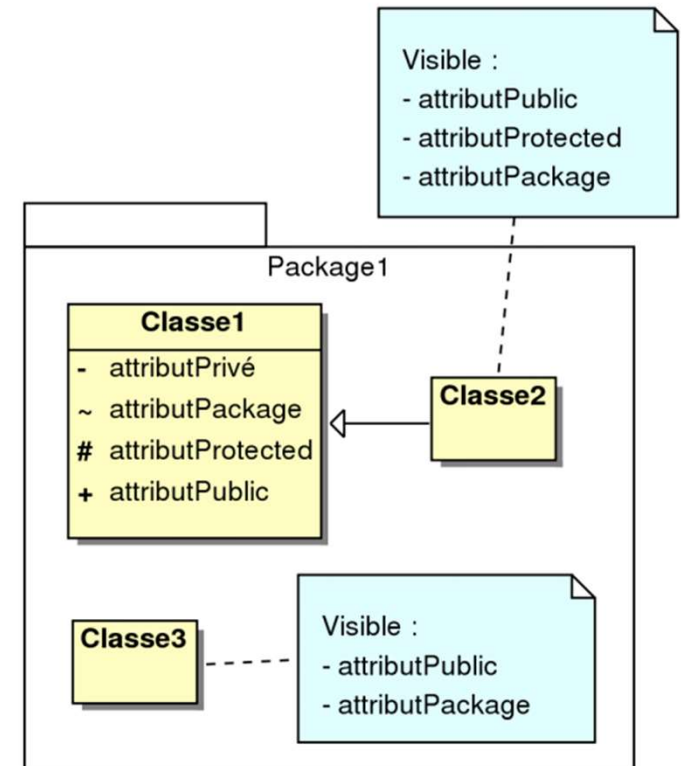 Visible :
- attributPublic
- attributProtected
- attributPackage
Package1
Classe1
- attributPrivé
~ attributPackage
# attributProtected
+ attributPublic
Classe2
Classe3
Visible :
- attributPublic
- attributPackage